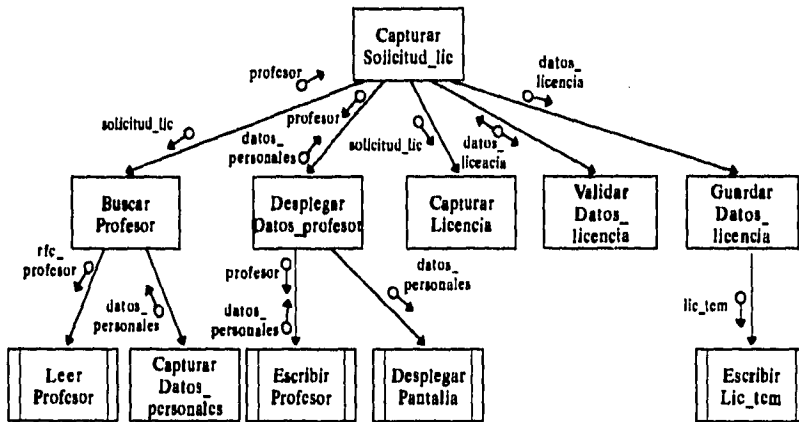 Capturar
Solicitud_lic
profesor
datos_
licencia
solicitud_lic
profesor
datos_
personales
solicitud_lic
datos_
liceacia
Buscar
Profesor
Desplegar
Datos_profesor
Capturar
Licencia
Validar
Datos_
licencia
Guardar
Datos_
licencia
rfc_
profesor
datos_
personales
profesor
datos_
personales
datos_
personales
lic_tem
Leer
Profesor
Capturar
Datos_
personales
Escribir
Profesor
Desplegar
Pantalla
Escribir
Lic_tem